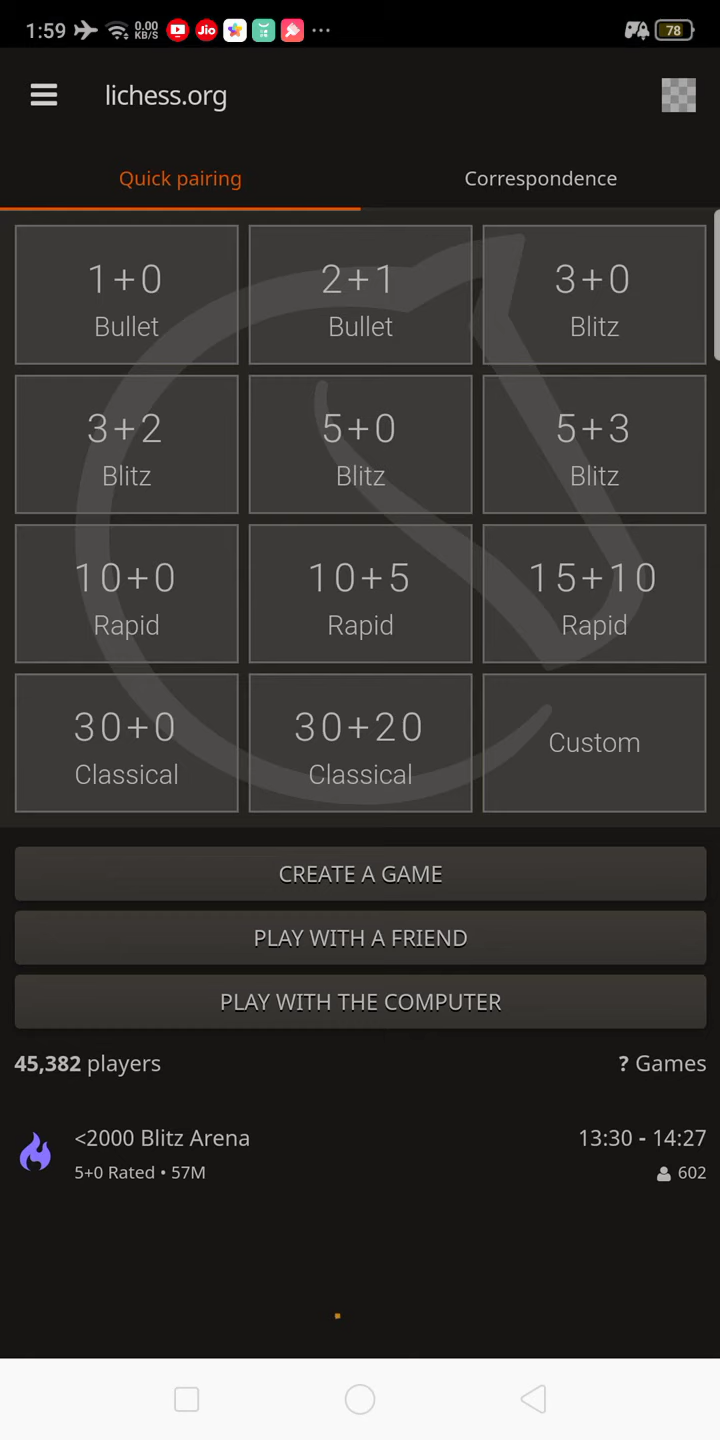 1:59 0.00 KB/S Jio ... 78
lichess.org
Quick pairing Correspondence
1+0 2+1 3+0
Bullet Bullet Blitz
3+2 5+0 5+3
Blitz Blitz Blitz
10+0 10+5 15+10
Rapid Rapid Rapid
30+0 30+20 Custom
Classical Classical
CREATE A GAME
PLAY WITH A FRIEND
PLAY WITH THE COMPUTER
45,382 players ? Games
<2000 Blitz Arena 13:30 - 14:27
5+0 Rated • 57M 602